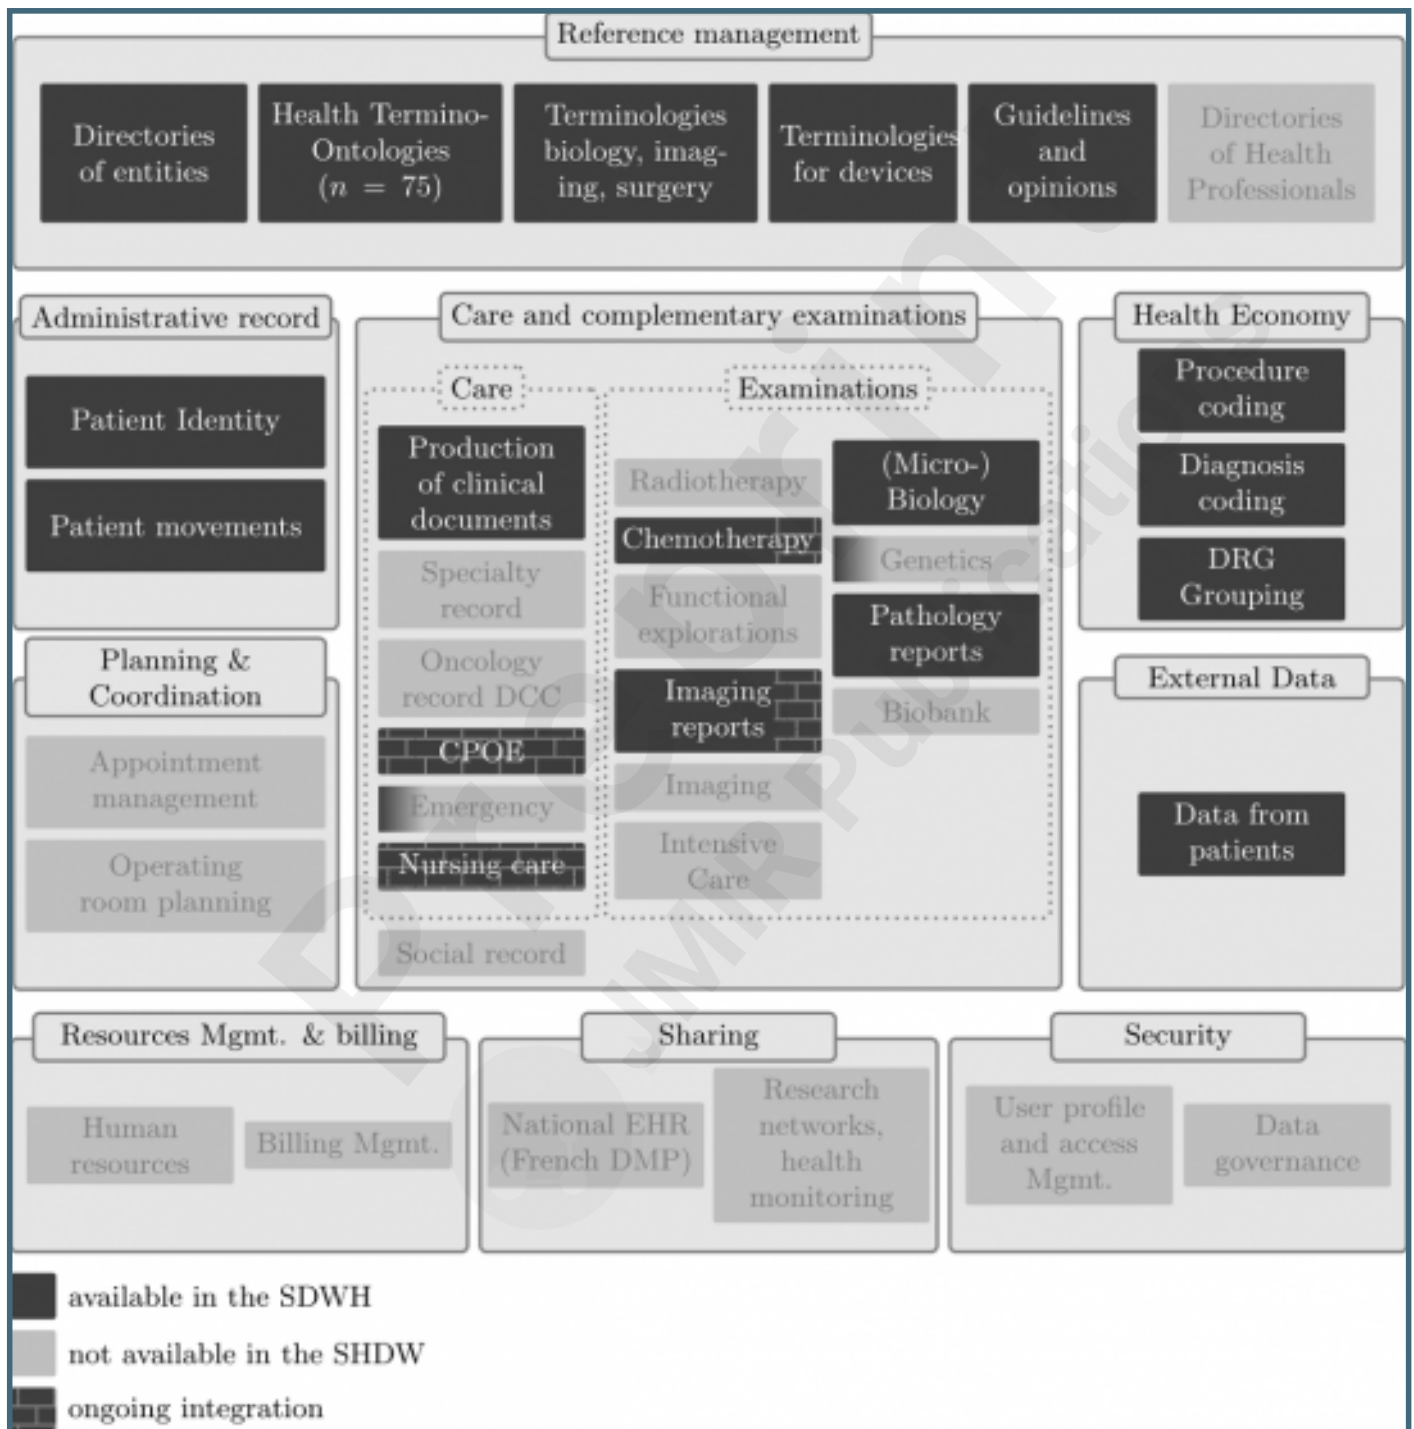 Reference management
Directories
of entities
Health Termino-
Ontologies
(n = 75)
Terminologies
biology, imag-
ing, surgery
Terminologies
for devices
Guidelines
and
opinions
Directories
of Health
Professionals
Administrative record
Patient Identity
Patient movements
Planning &
Coordination
Appointment
management
Operating
room planning
Care and complementary examinations
Care
Production
of clinical
documents
Specialty
record
Oncology
record DCC
CPOE
Emergency
Nursing care
Social record
Examinations
Radiotherapy
Chemotherapy
Functional
explorations
Imaging
reports
Imaging
Intensive
Care
(Micro-)
Biology
Genetics
Pathology
reports
Biobank
Health Economy
Procedure
coding
Diagnosis
coding
DRG
Grouping
External Data
Data from
patients
Resources Mgmt. & billing
Human
resources
Billing Mgmt.
Sharing
National EHR
(French DMP)
Research
networks,
health
monitoring
Security
User profile
and access
Mgmt.
Data
governance
available in the SDWH
not available in the SHDW
ongoing integration
Preprint
JMIR Publications